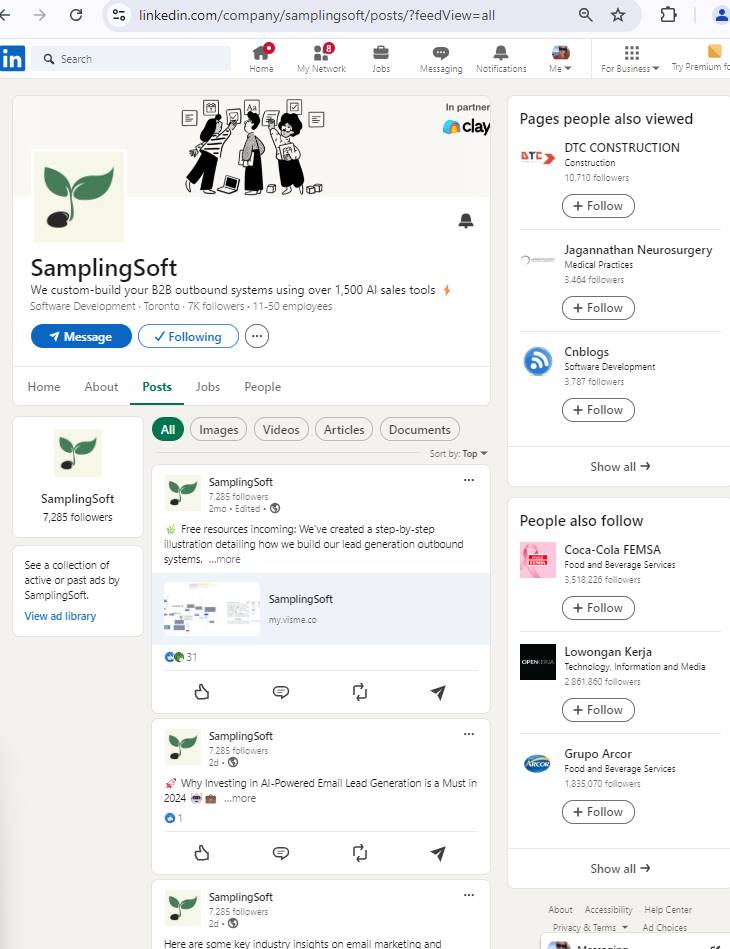 linkedin.com/company/samplingsoft/posts/?feedView=all
in
Search
Home
8
My Network
Jobs
Messaging
Notifications
Me
For Business
Try Premium fo
Aa
In partner
clay
SamplingSoft
We custom-build your B2B outbound systems using over 1,500 AI sales tools
Software Development · Toronto · 7K followers · 11-50 employees
Message
Following
Home
About
Posts
Jobs
People
SamplingSoft
7,285 followers
See a collection of
active or past ads by
SamplingSoft.
View ad library
All
Images
Videos
Articles
Documents
Sort by: Top
SamplingSoft
7,285 followers
2mo • Edited •
Free resources incoming: We've created a step-by-step
illustration detailing how we build our lead generation outbound
systems. ...more
SamplingSoft
my.visme.co
31
SamplingSoft
7,285 followers
2d •
🚀 Why Investing in AI-Powered Email Lead Generation is a Must in
2024 ...more
1
SamplingSoft
7,285 followers
2d •
Here are some key industry insights on email marketing and
Pages people also viewed
DTC
DTC CONSTRUCTION
Construction
10,710 followers
+ Follow
Jagannathan Neurosurgery
Medical Practices
3,464 followers
+ Follow
Cnblogs
Software Development
3,787 followers
+ Follow
Show all →
People also follow
Coca-Cola FEMSA
Food and Beverage Services
3,518,226 followers
+ Follow
OPENKERJA
Lowongan Kerja
Technology, Information and Media
2,861,860 followers
+ Follow
ARCOR
Grupo Arcor
Food and Beverage Services
1,835,070 followers
+ Follow
Show all →
About
Accessibility
Help Center
Privacy & Terms
Ad Choices
Messaging